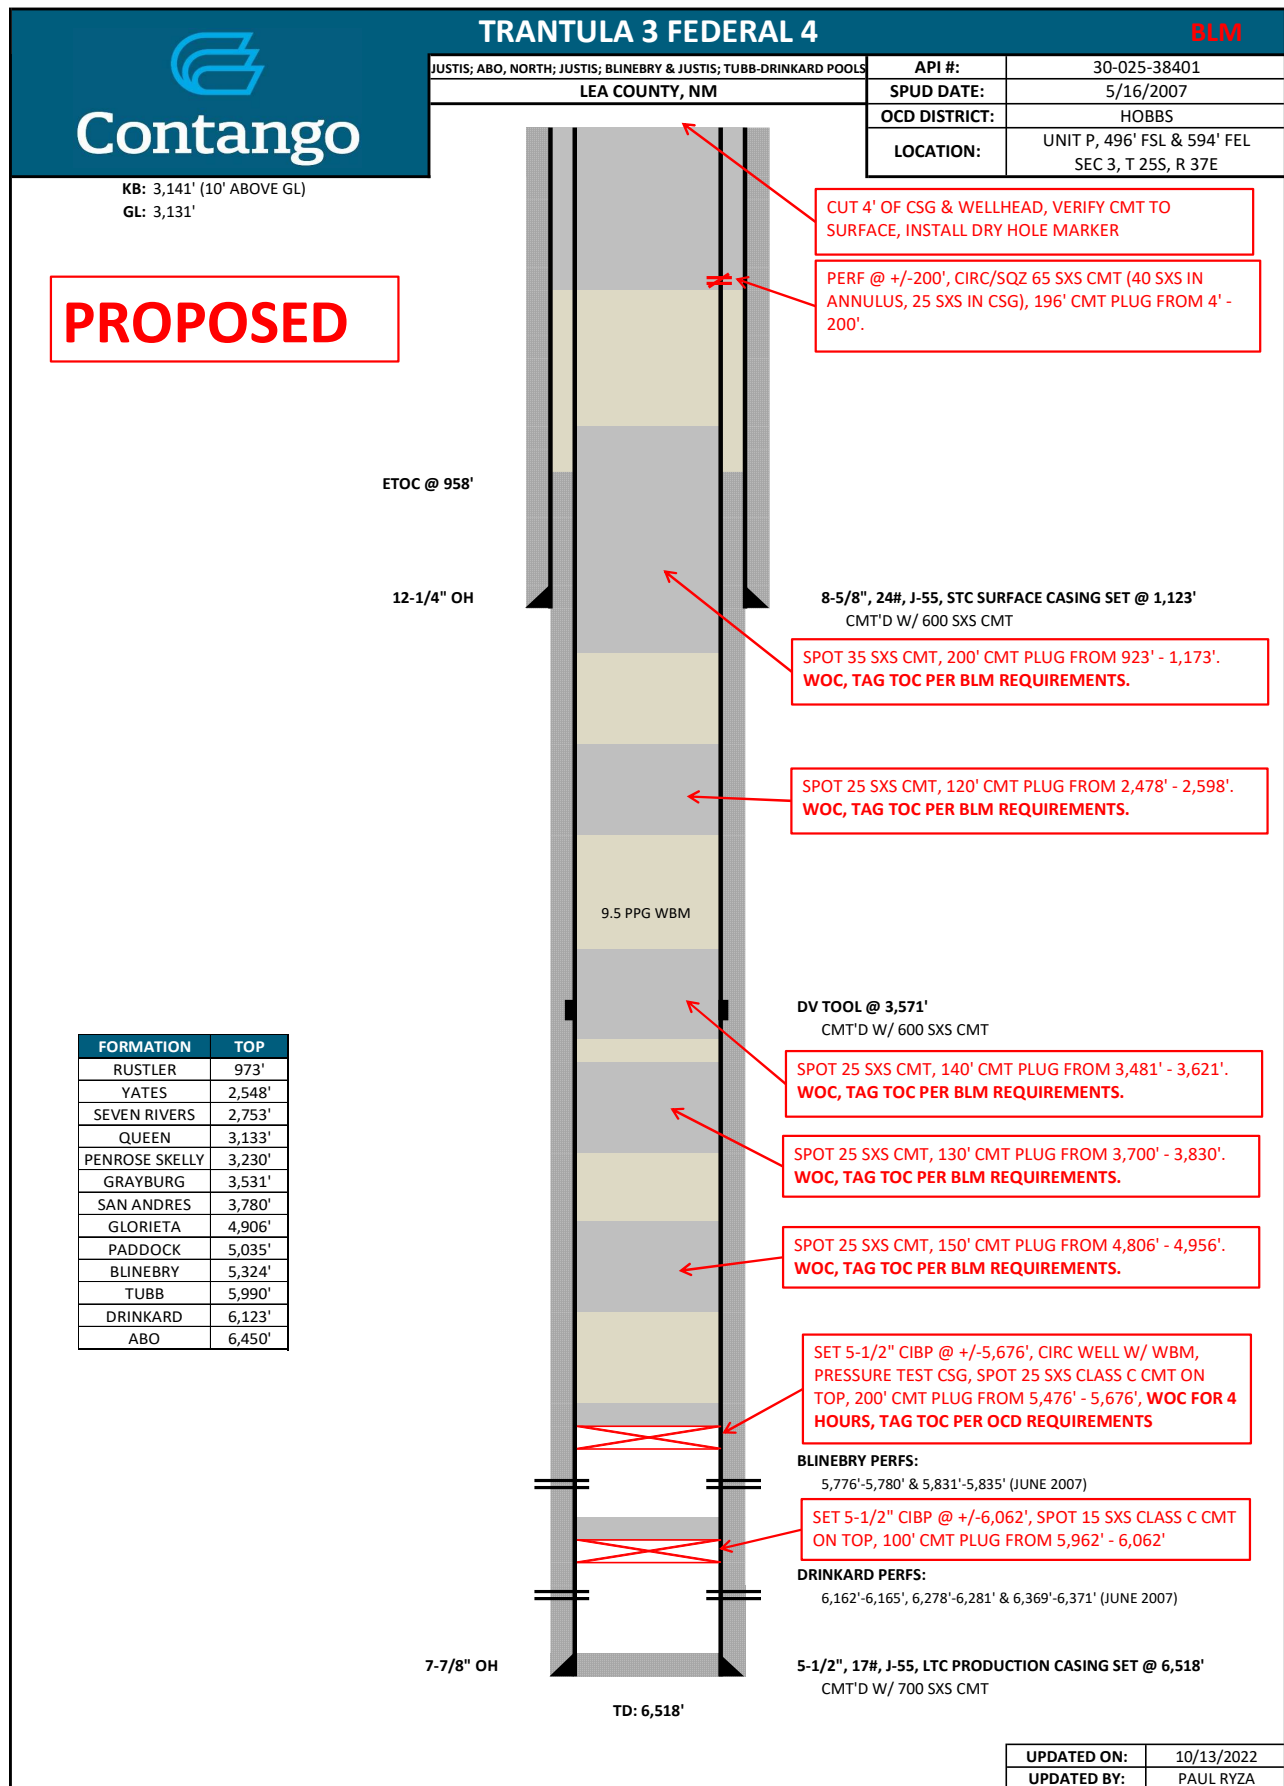 TRANTULA 3 FEDERAL 4
BLM
Contango
JUSTIS; ABO, NORTH; JUSTIS; BLINEBRY & JUSTIS; TUBB-DRINKARD POOLS
LEA COUNTY, NM
API #: 30-025-38401
SPUD DATE: 5/16/2007
OCD DISTRICT: HOBBS
LOCATION: UNIT P, 496' FSL & 594' FEL
SEC 3, T 25S, R 37E
KB: 3,141' (10' ABOVE GL)
GL: 3,131'
CUT 4' OF CSG & WELLHEAD, VERIFY CMT TO
SURFACE, INSTALL DRY HOLE MARKER
PERF @ +/-200', CIRC/SQZ 65 SXS CMT (40 SXS IN
ANNULUS, 25 SXS IN CSG), 196' CMT PLUG FROM 4' -
200'.
PROPOSED
ETOC @ 958'
12-1/4" OH
8-5/8", 24#, J-55, STC SURFACE CASING SET @ 1,123'
CMT'D W/ 600 SXS CMT
SPOT 35 SXS CMT, 200' CMT PLUG FROM 923' - 1,173'.
WOC, TAG TOC PER BLM REQUIREMENTS.
SPOT 25 SXS CMT, 120' CMT PLUG FROM 2,478' - 2,598'.
WOC, TAG TOC PER BLM REQUIREMENTS.
9.5 PPG WBM
DV TOOL @ 3,571'
CMT'D W/ 600 SXS CMT
SPOT 25 SXS CMT, 140' CMT PLUG FROM 3,481' - 3,621'.
WOC, TAG TOC PER BLM REQUIREMENTS.
SPOT 25 SXS CMT, 130' CMT PLUG FROM 3,700' - 3,830'.
WOC, TAG TOC PER BLM REQUIREMENTS.
SPOT 25 SXS CMT, 150' CMT PLUG FROM 4,806' - 4,956'.
WOC, TAG TOC PER BLM REQUIREMENTS.
FORMATION TOP
RUSTLER 973'
YATES 2,548'
SEVEN RIVERS 2,753'
QUEEN 3,133'
PENROSE SKELLY 3,230'
GRAYBURG 3,531'
SAN ANDRES 3,780'
GLORIETA 4,906'
PADDOCK 5,035'
BLINEBRY 5,324'
TUBB 5,990'
DRINKARD 6,123'
ABO 6,450'
SET 5-1/2" CIBP @ +/-5,676', CIRC WELL W/ WBM,
PRESSURE TEST CSG, SPOT 25 SXS CLASS C CMT ON
TOP, 200' CMT PLUG FROM 5,476' - 5,676', WOC FOR 4
HOURS, TAG TOC PER OCD REQUIREMENTS
BLINEBRY PERFS:
5,776'-5,780' & 5,831'-5,835' (JUNE 2007)
SET 5-1/2" CIBP @ +/-6,062', SPOT 15 SXS CLASS C CMT
ON TOP, 100' CMT PLUG FROM 5,962' - 6,062'
DRINKARD PERFS:
6,162'-6,165', 6,278'-6,281' & 6,369'-6,371' (JUNE 2007)
7-7/8" OH
5-1/2", 17#, J-55, LTC PRODUCTION CASING SET @ 6,518'
CMT'D W/ 700 SXS CMT
TD: 6,518'
UPDATED ON: 10/13/2022
UPDATED BY: PAUL RYZA